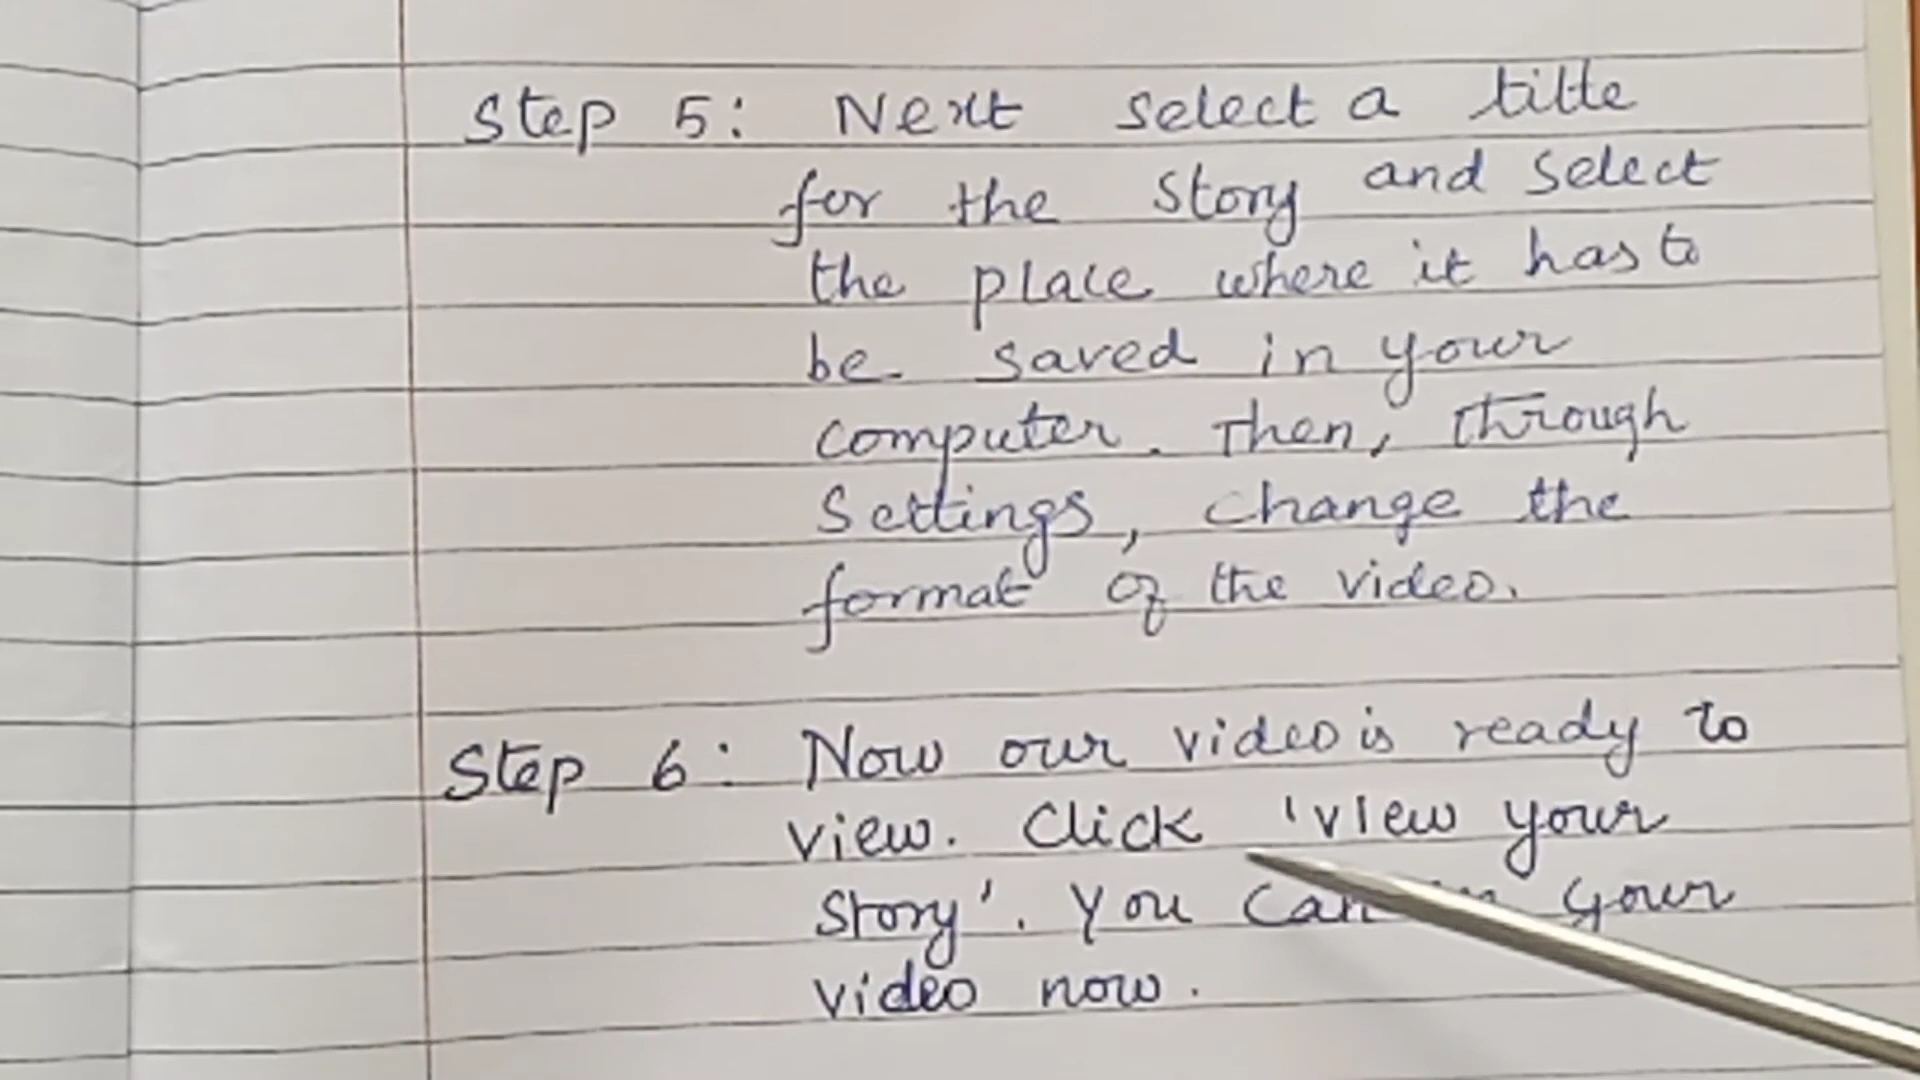 Step 5: Next select a title
for the story and select
the place where it has to
be saved in your
computer. Then, through
Settings, change the
format of the video.
Step 6: Now our video is ready to
view. Click 'view your
story'. You can your
video now.